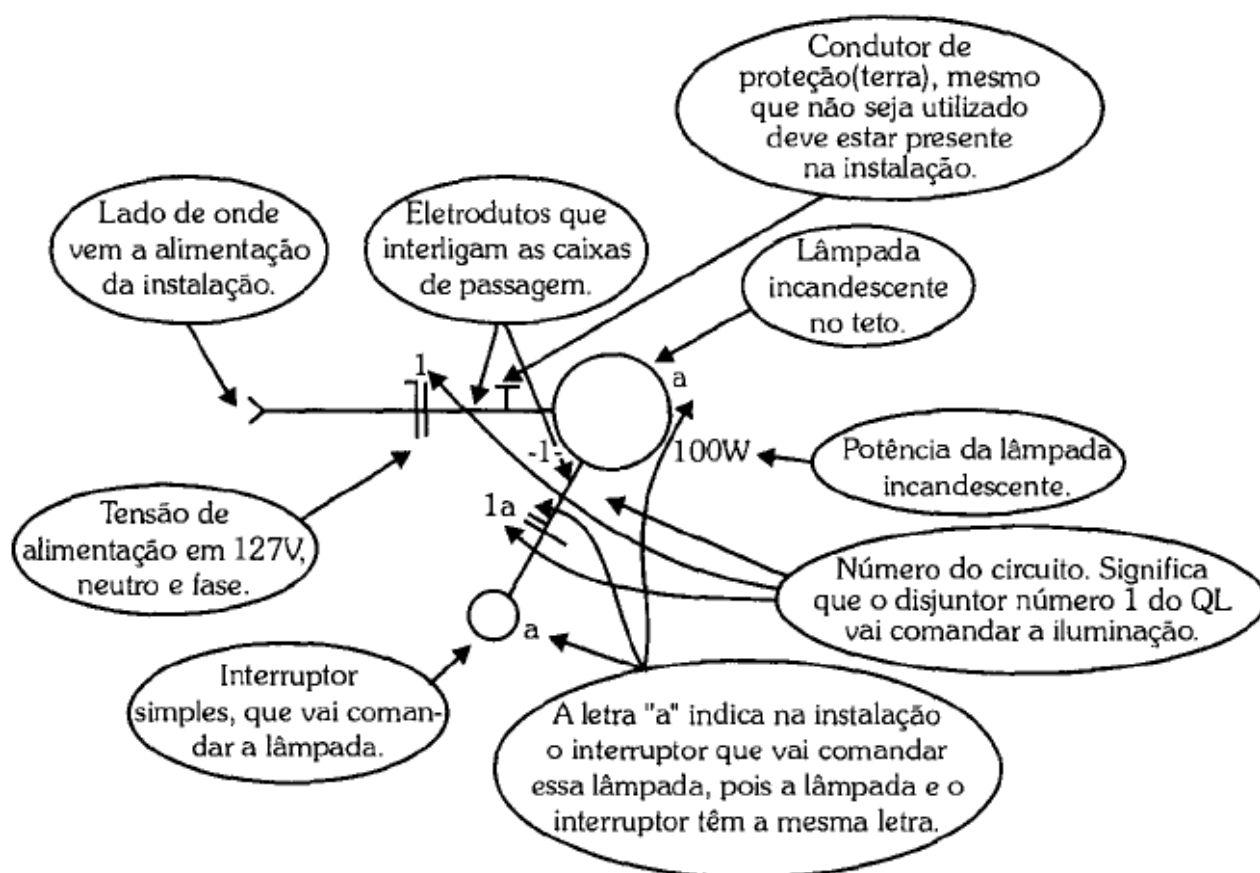 Condutor de
proteção(terra), mesmo
que não seja utilizado
deve estar presente
na instalação.
Lado de onde
vem a alimentação
da instalação.
Eletrodutos que
interligam as caixas
de passagem.
Lâmpada
incandescente
no teto.
1
a
-1-
100W
Potência da lâmpada
incandescente.
Tensão de
alimentação em 127V,
neutro e fase.
1a
Número do circuito. Significa
que o disjuntor número 1 do QL
vai comandar a iluminação.
a
Interruptor
simples, que vai coman-
dar a lâmpada.
A letra "a" indica na instalação
o interruptor que vai comandar
essa lâmpada, pois a lâmpada e o
interruptor têm a mesma letra.